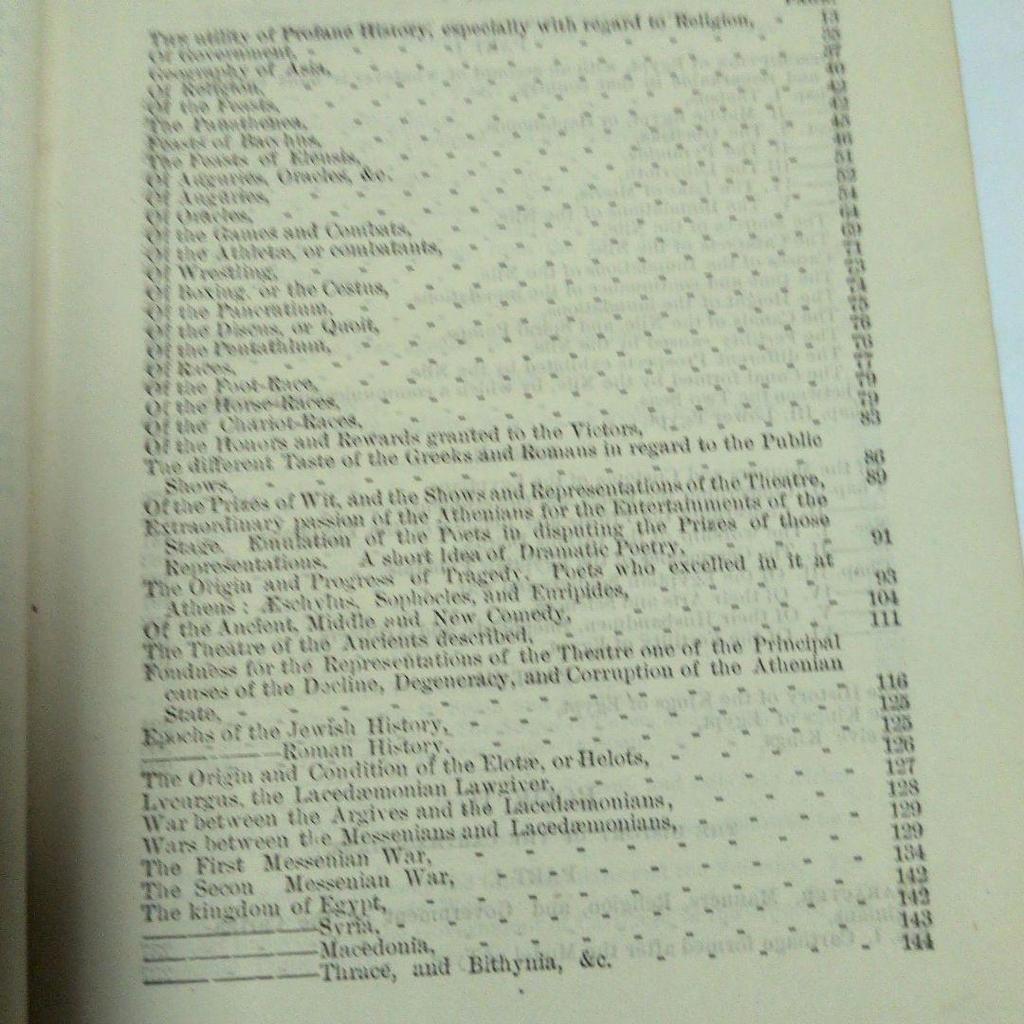 PAGE.
THE utility of Profane History, especially with regard to Religion, - 13
Of Government, - 35
Geography of Asia, - 37
Of Religion, - 40
Of the Feasts, - 42
The Panathenea, - 42
Feasts of Bacchus, - 45
The Feasts of Eleusis, - 46
Of Auguries, Oracles, &c. - 51
Of Auguries, - 52
Of Oracles, - 54
Of the Games and Combats, - 64
Of the Athletæ, or combatants, - 69
Of Wrestling, - 71
Of Boxing, or the Cestus, - 73
Of the Pancratium, - 74
Of the Discus, or Quoit, - 75
Of the Pentathlum, - 76
Of Races, - 76
Of the Foot-Race, - 77
Of the Horse-Races, - 79
Of the Chariot-Races, - 79
Of the Honors and Rewards granted to the Victors, - 83
The different Taste of the Greeks and Romans in regard to the Public
Shows, - 86
Of the Prizes of Wit, and the Shows and Representations of the Theatre, 89
Extraordinary passion of the Athenians for the Entertainments of the
Stage. Emulation of the Poets in disputing the Prizes of those
Representations. A short Idea of Dramatic Poetry, - 91
The Origin and Progress of Tragedy. Poets who excelled in it at
Athens: Æschylus, Sophocles, and Euripides, - 93
Of the Ancient, Middle and New Comedy, - 104
The Theatre of the Ancients described, - 111
Fondness for the Representations of the Theatre one of the Principal
causes of the Decline, Degeneracy, and Corruption of the Athenian
State, - 116
Epochs of the Jewish History, - 125
———Roman History, - 125
The Origin and Condition of the Elotæ, or Helots, - 126
Lycurgus, the Lacedæmonian Lawgiver, - 127
War between the Argives and the Lacedæmonians, - 128
Wars between the Messenians and Lacedæmonians, - 129
The First Messenian War, - 129
The Secon Messenian War, - 134
The kingdom of Egypt, - 142
———Syria, - 142
———Macedonia, - 143
———Thrace, and Bithynia, &c. - 144